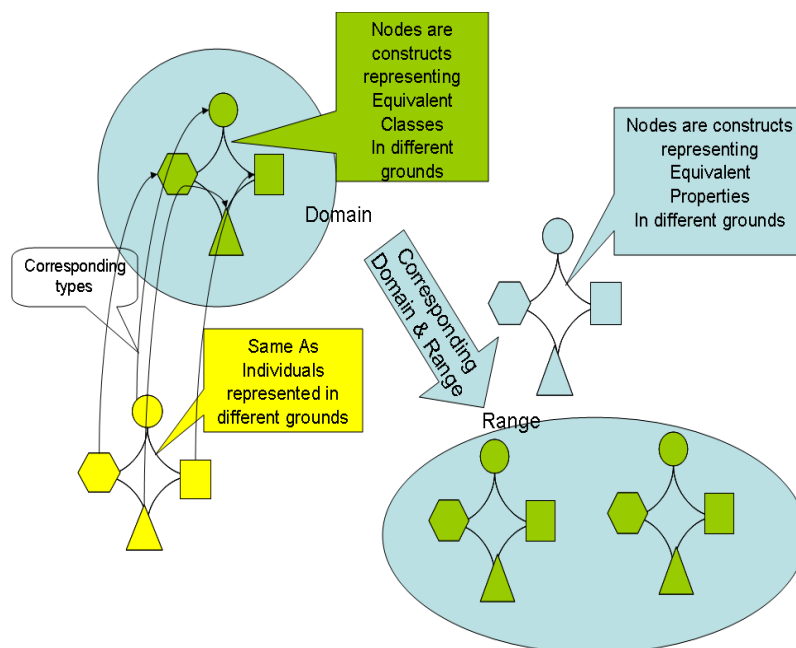 Nodes are
constructs
representing
Equivalent
Classes
In different
grounds
Domain
Nodes are constructs
representing
Equivalent
Properties
In different grounds
Corresponding
types
Corresponding
Domain & Range
Same As
Individuals
represented in
different grounds
Range